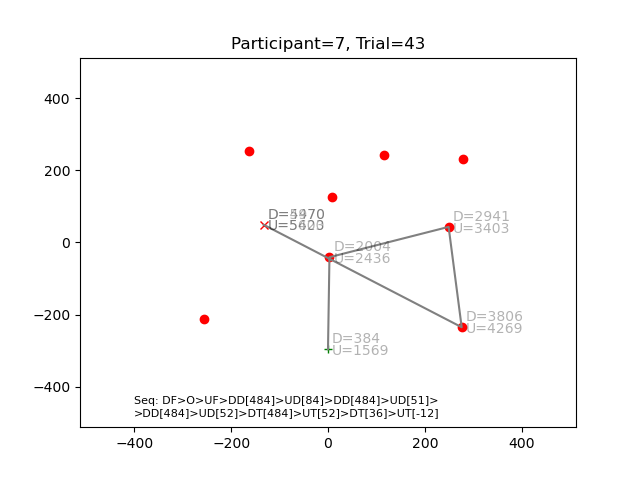 Participant=7, Trial=43
400
200
0
−200
−400
D=2941
U=3403
D=2004
U=2436
D=3806
U=4269
D=384
U=1569
Seq: DF>O>UF>DD[484]>UD[84]>DD[484]>UD[51]>
>DD[484]>UD[52]>DT[484]>UT[52]>DT[36]>UT[-12]
−400
−200
0
200
400